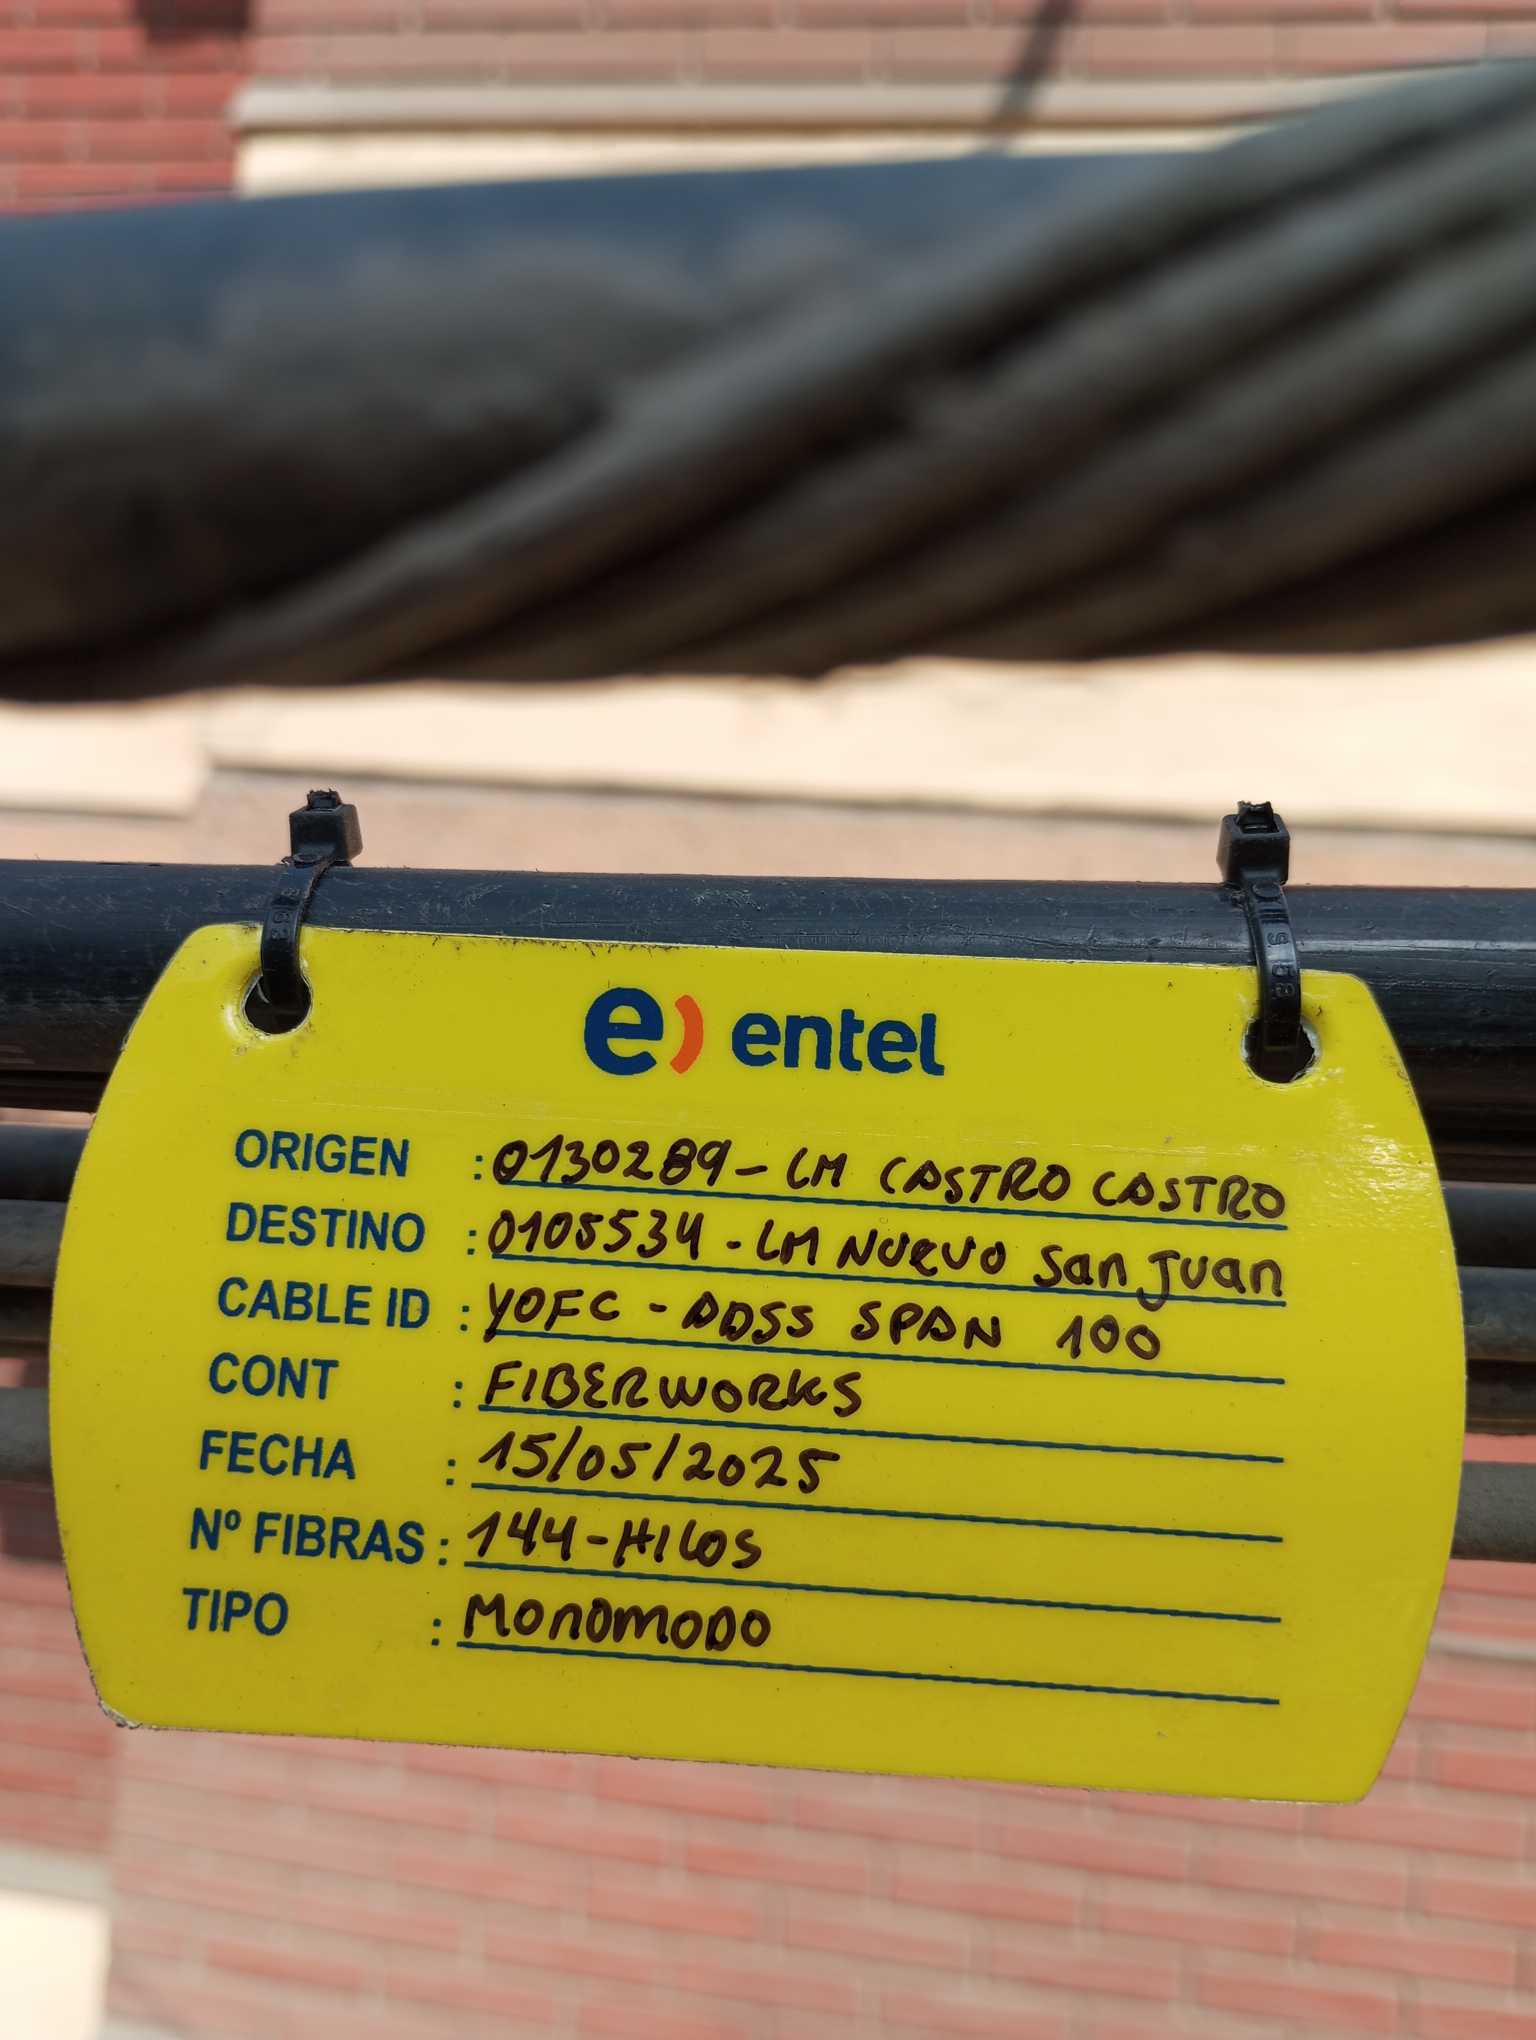 e) entel
ORIGEN : 0130289 - LM CASTRO CASTRO
DESTINO : 0105534 - LM NUEVO San Juan
CABLE ID : YOFC - ADSS SPAN 100
CONT : FIBERWORKS
FECHA : 15/05/2025
Nº FIBRAS : 144-HILOS
TIPO : MONOMODO